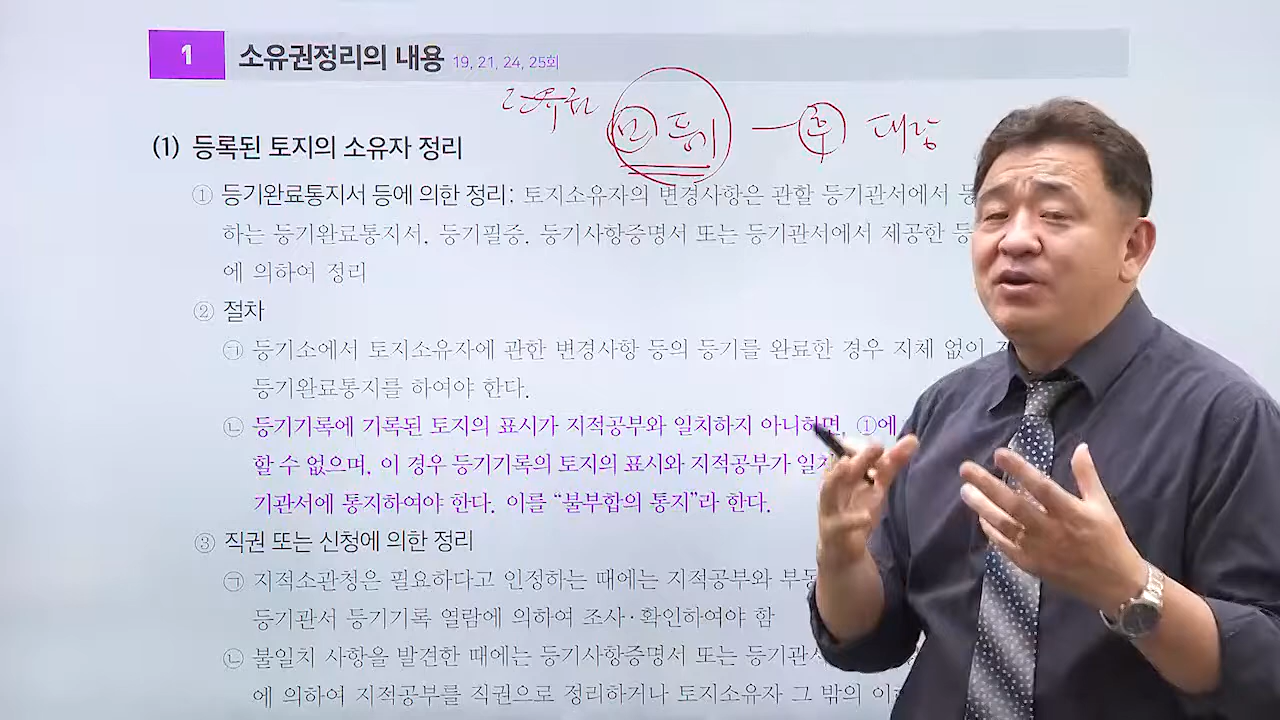 1 소유권정리의 내용 19, 21, 24, 25회
소유권 민 등기 — 후 대장
(1) 등록된 토지의 소유자 정리
① 등기완료통지서 등에 의한 정리: 토지소유자의 변경사항은 관할 등기관서에서 등
하는 등기완료통지서, 등기필증, 등기사항증명서 또는 등기관서에서 제공한 등
에 의하여 정리
② 절차
㉠ 등기소에서 토지소유자에 관한 변경사항 등의 등기를 완료한 경우 지체 없이
등기완료통지를 하여야 한다.
㉡ 등기기록에 기록된 토지의 표시가 지적공부와 일치하지 아니하면, ①에
할 수 없으며, 이 경우 등기기록의 토지의 표시와 지적공부가 일치
기관서에 통지하여야 한다. 이를 “불부합의 통지”라 한다.
③ 직권 또는 신청에 의한 정리
㉠ 지적소관청은 필요하다고 인정하는 때에는 지적공부와 부동
등기관서 등기기록 열람에 의하여 조사·확인하여야 함
㉡ 불일치 사항을 발견한 때에는 등기사항증명서 또는 등기관서
에 의하여 지적공부를 직권으로 정리하거나 토지소유자 그 밖의 이해